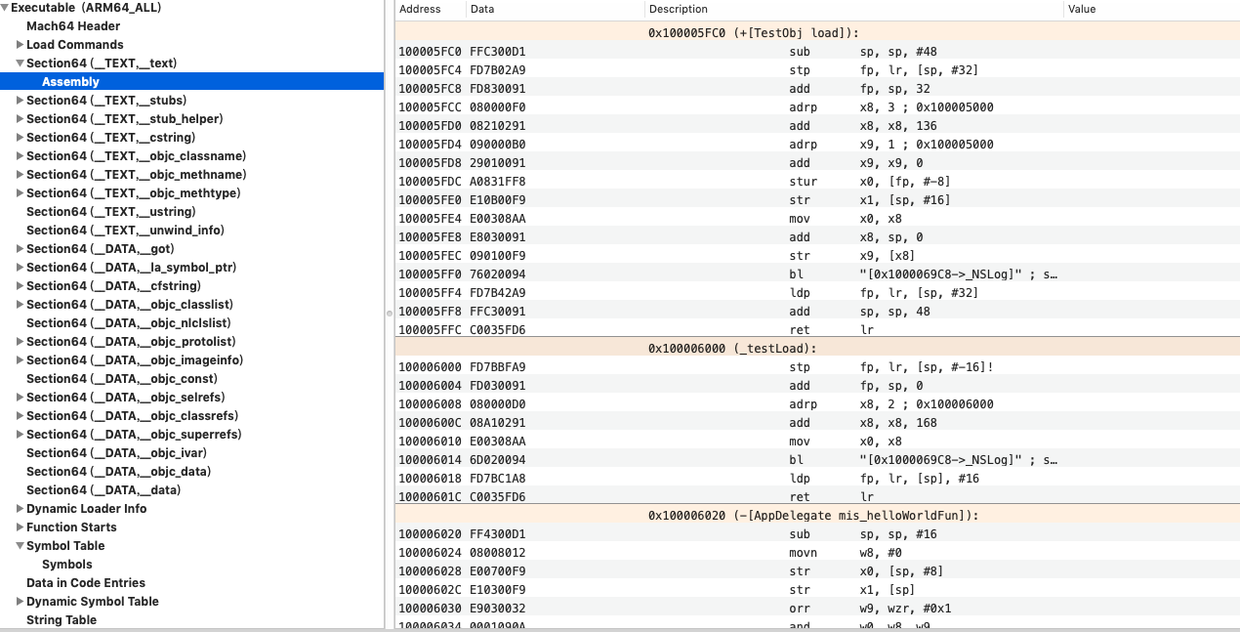 Executable (ARM64_ALL)
Mach64 Header
Load Commands
Section64 (__TEXT,__text)
Assembly
Section64 (__TEXT,__stubs)
Section64 (__TEXT,__stub_helper)
Section64 (__TEXT,__cstring)
Section64 (__TEXT,__objc_classname)
Section64 (__TEXT,__objc_methname)
Section64 (__TEXT,__objc_methtype)
Section64 (__TEXT,__ustring)
Section64 (__TEXT,__unwind_info)
Section64 (__DATA,__got)
Section64 (__DATA,__la_symbol_ptr)
Section64 (__DATA,__cfstring)
Section64 (__DATA,__objc_classlist)
Section64 (__DATA,__objc_nlclslist)
Section64 (__DATA,__objc_protolist)
Section64 (__DATA,__objc_imageinfo)
Section64 (__DATA,__objc_const)
Section64 (__DATA,__objc_selrefs)
Section64 (__DATA,__objc_classrefs)
Section64 (__DATA,__objc_superrefs)
Section64 (__DATA,__objc_ivar)
Section64 (__DATA,__objc_data)
Section64 (__DATA,__data)
Dynamic Loader Info
Function Starts
Symbol Table
Symbols
Data in Code Entries
Dynamic Symbol Table
String Table
Address Data Description Value
0x100005FC0 (+[TestObj load]):
100005FC0 FFC300D1 sub sp, sp, #48
100005FC4 FD7B02A9 stp fp, lr, [sp, #32]
100005FC8 FD830091 add fp, sp, 32
100005FCC 080000F0 adrp x8, 3 ; 0x100005000
100005FD0 08210291 add x8, x8, 136
100005FD4 090000B0 adrp x9, 1 ; 0x100005000
100005FD8 29010091 add x9, x9, 0
100005FDC A0831FF8 stur x0, [fp, #-8]
100005FE0 E10B00F9 str x1, [sp, #16]
100005FE4 E00308AA mov x0, x8
100005FE8 E8030091 add x8, sp, 0
100005FEC 090100F9 str x9, [x8]
100005FF0 76020094 bl "[0x1000069C8->_NSLog]" ; s…
100005FF4 FD7B42A9 ldp fp, lr, [sp, #32]
100005FF8 FFC30091 add sp, sp, 48
100005FFC C0035FD6 ret lr
0x100006000 (_testLoad):
100006000 FD7BBFA9 stp fp, lr, [sp, #-16]!
100006004 FD030091 add fp, sp, 0
100006008 080000D0 adrp x8, 2 ; 0x100006000
10000600C 08A10291 add x8, x8, 168
100006010 E00308AA mov x0, x8
100006014 6D020094 bl "[0x1000069C8->_NSLog]" ; s…
100006018 FD7BC1A8 ldp fp, lr, [sp], #16
10000601C C0035FD6 ret lr
0x100006020 (-[AppDelegate mis_helloWorldFun]):
100006020 FF4300D1 sub sp, sp, #16
100006024 08008012 movn w8, #0
100006028 E00700F9 str x0, [sp, #8]
10000602C E10300F9 str x1, [sp]
100006030 E9030032 orr w9, wzr, #0x1
100006034 0001090A and w0, w8, w9